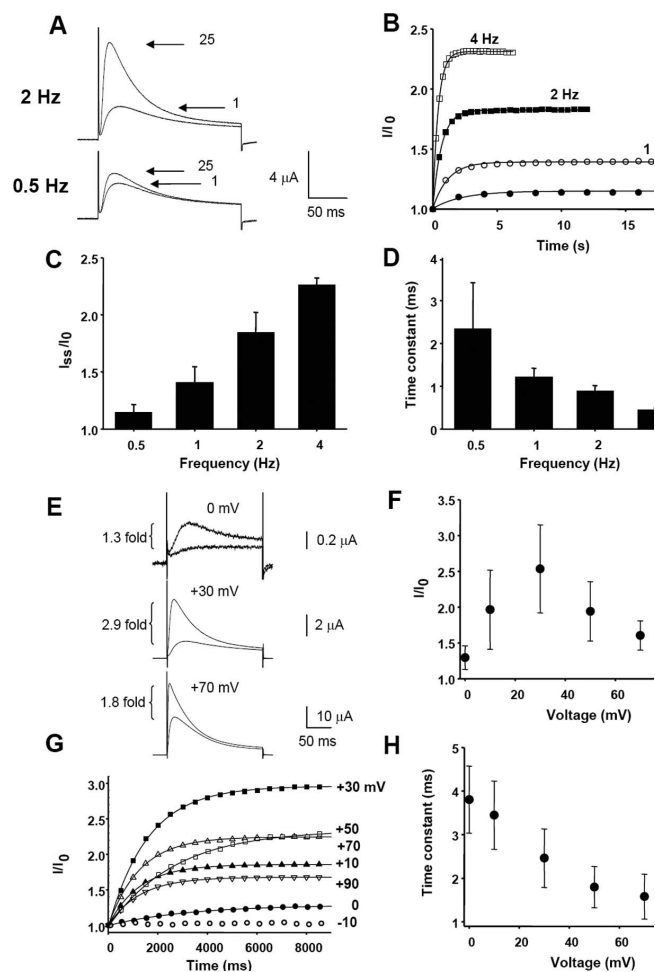 A
25
2 Hz
1
0.5 Hz
25
1
4 μA
50 ms
B
I/I0
2.5
2.0
1.5
1.0
4 Hz
2 Hz
1
0 5 10 15
Time (s)
C
Iss/I0
2.5
2.0
1.5
1.0
0.5 1 2 4
Frequency (Hz)
D
Time constant (ms)
4
3
2
1
0
0.5 1 2
Frequency (Hz)
E
0 mV
1.3 fold
0.2 μA
+30 mV
2.9 fold
2 μA
+70 mV
1.8 fold
10 μA
50 ms
F
I/I0
3.5
3.0
2.5
2.0
1.5
1.0
0 20 40 60
Voltage (mV)
G
I/I0
3.0
2.5
2.0
1.5
1.0
+30 mV
+50
+70
+10
+90
0
-10
0 2000 4000 6000 8000
Time (ms)
H
Time constant (ms)
5
4
3
2
1
0 20 40 60
Voltage (mV)